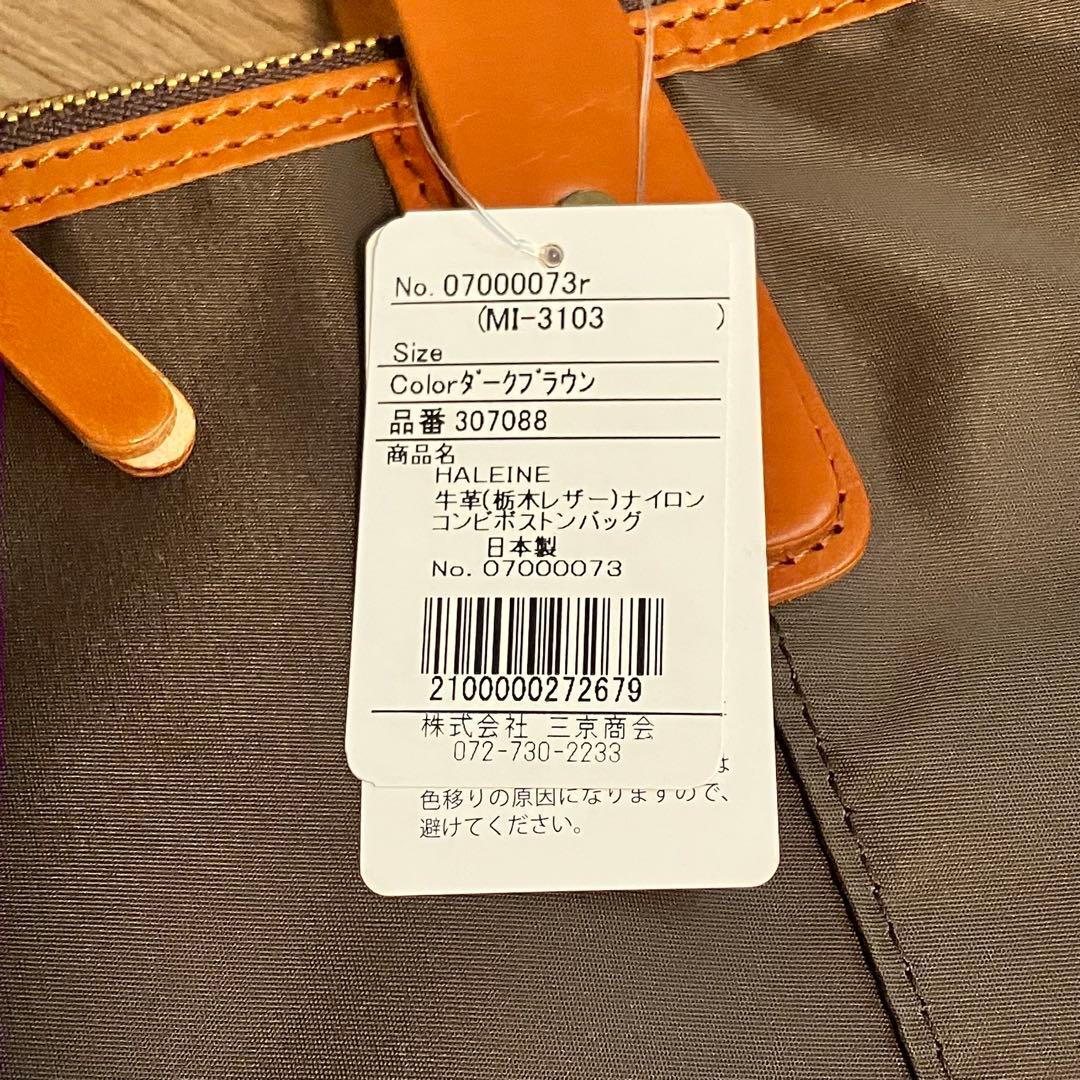 No. 07000073r
(MI-3103 )
Size
Colorﾀﾞｰｸﾌﾞﾗｳﾝ
品番 307088
商品名
HALEINE
牛革(栃木レザー)ナイロン
コンビボストンバッグ
日本製
No. 07000073
2100000272679
株式会社 三京商会
072-730-2233
色移りの原因になりますので、
避けてください。